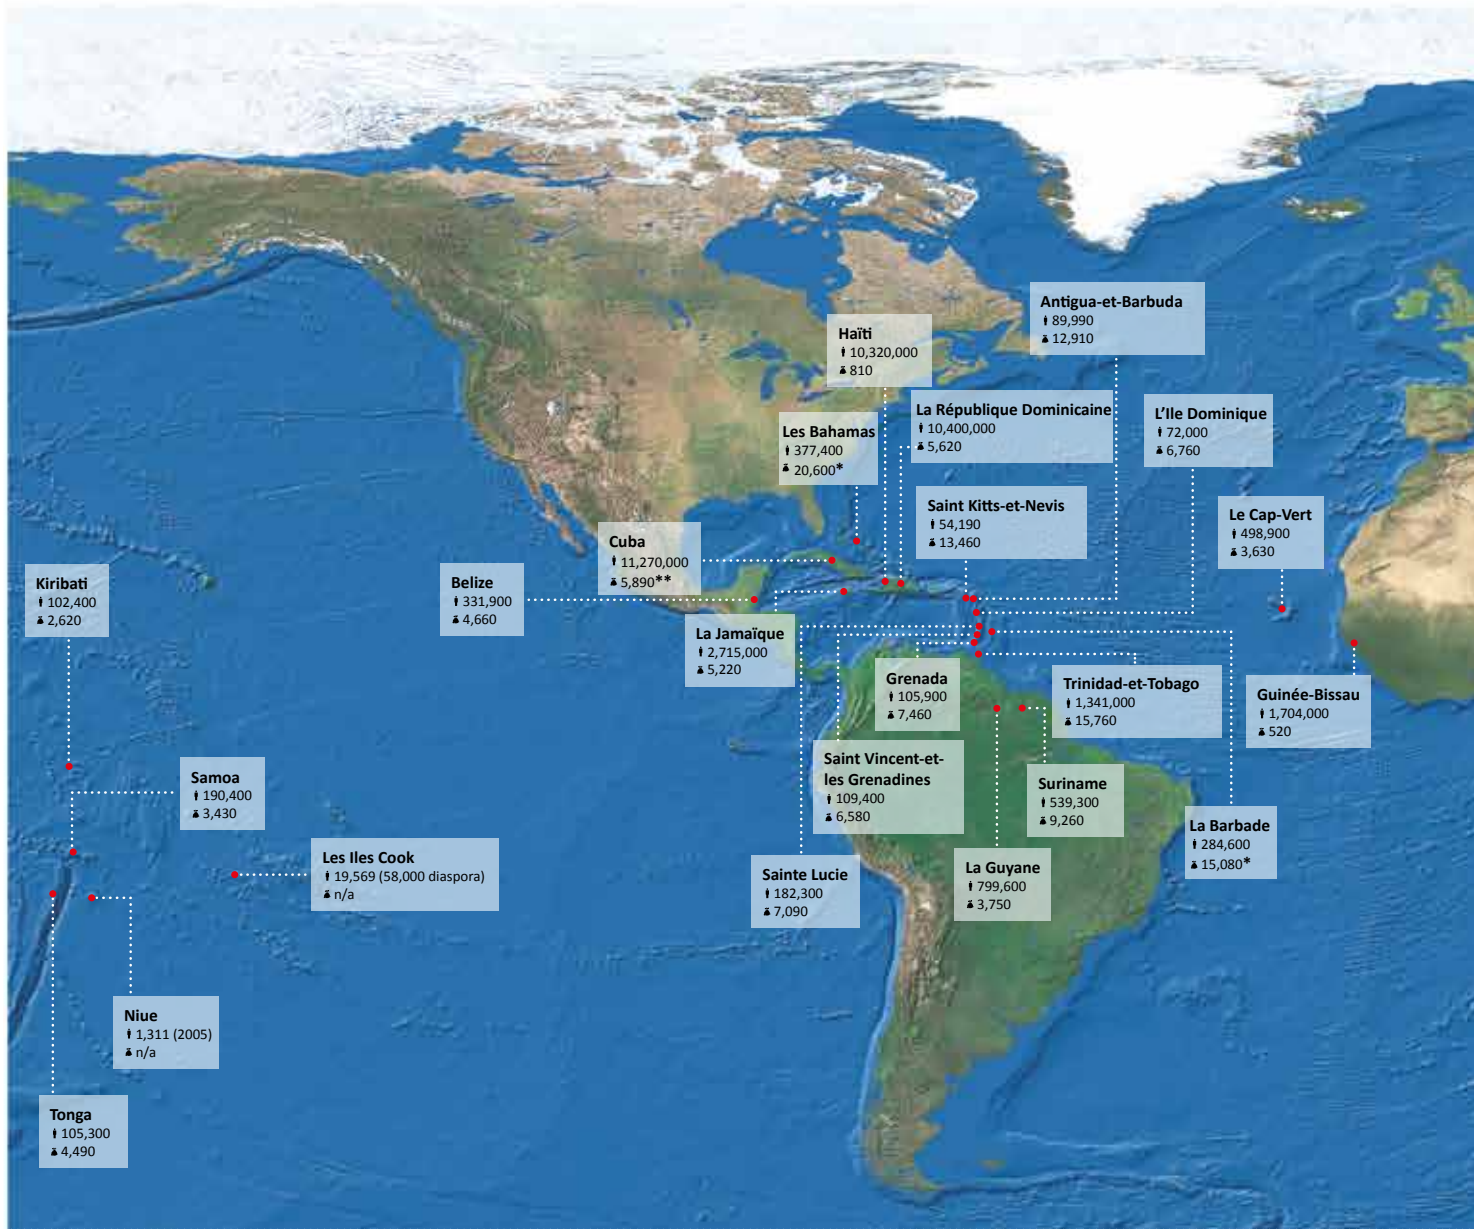 Antigua-et-Barbuda
89,990
12,910
Haïti
10,320,000
810
La République Dominicaine
10,400,000
5,620
L'Ile Dominique
72,000
6,760
Les Bahamas
377,400
20,600*
Saint Kitts-et-Nevis
54,190
13,460
Le Cap-Vert
498,900
3,630
Cuba
11,270,000
5,890**
Kiribati
102,400
2,620
Belize
331,900
4,660
La Jamaïque
2,715,000
5,220
Grenada
105,900
7,460
Trinidad-et-Tobago
1,341,000
15,760
Guinée-Bissau
1,704,000
520
Samoa
190,400
3,430
Saint Vincent-et-
les Grenadines
109,400
6,580
Suriname
539,300
9,260
La Barbade
284,600
15,080*
Les Iles Cook
19,569 (58,000 diaspora)
n/a
Sainte Lucie
182,300
7,090
La Guyane
799,600
3,750
Niue
1,311 (2005)
n/a
Tonga
105,300
4,490